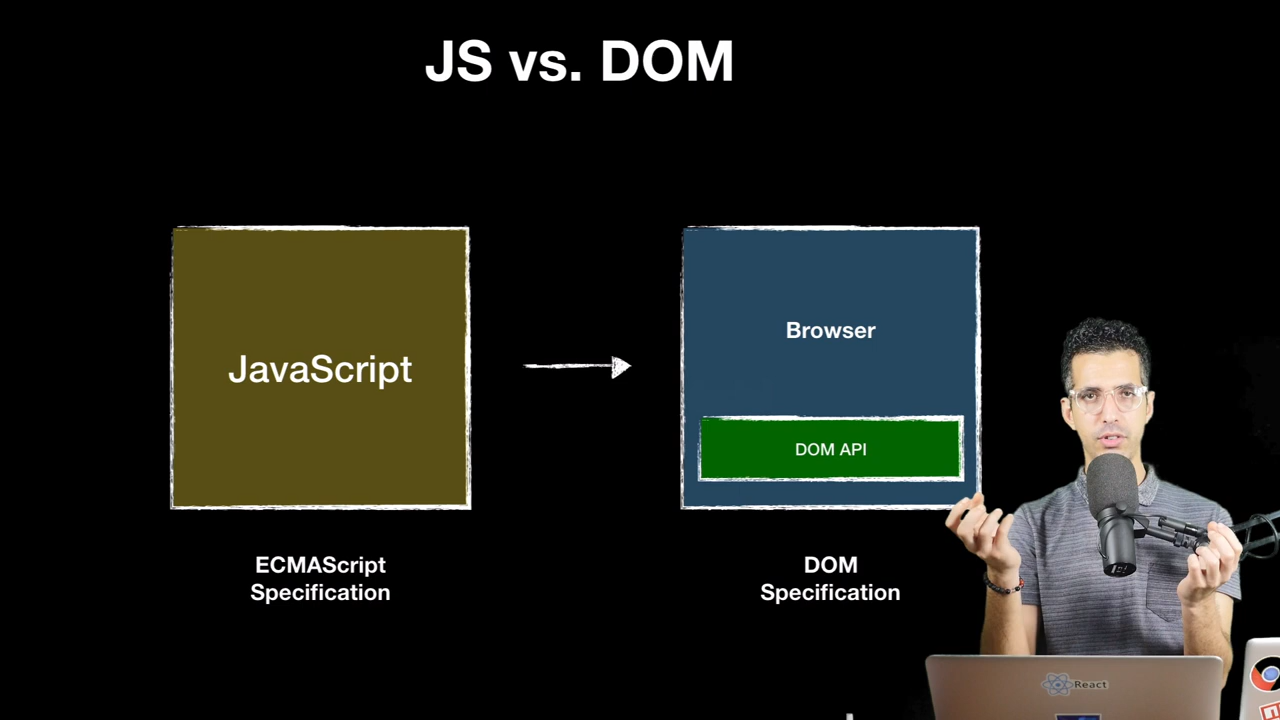 JS vs. DOM
JavaScript
Browser
DOM API
ECMAScript
Specification
DOM
Specification
React